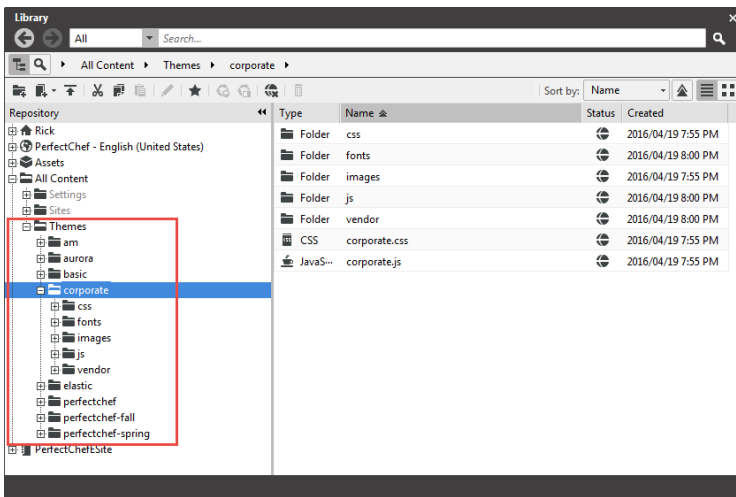 Library
All Search...
All Content Themes corporate
Sort by: Name
Repository
Rick
PerfectChef - English (United States)
Assets
All Content
Settings
Sites
Themes
am
aurora
basic
corporate
css
fonts
images
js
vendor
elastic
perfectchef
perfectchef-fall
perfectchef-spring
PerfectChefESite
Type Name Status Created
Folder css 2016/04/19 7:55 PM
Folder fonts 2016/04/19 8:00 PM
Folder images 2016/04/19 7:55 PM
Folder js 2016/04/19 8:00 PM
Folder vendor 2016/04/19 8:00 PM
CSS corporate.css 2016/04/19 7:55 PM
JavaS··· corporate.js 2016/04/19 7:55 PM